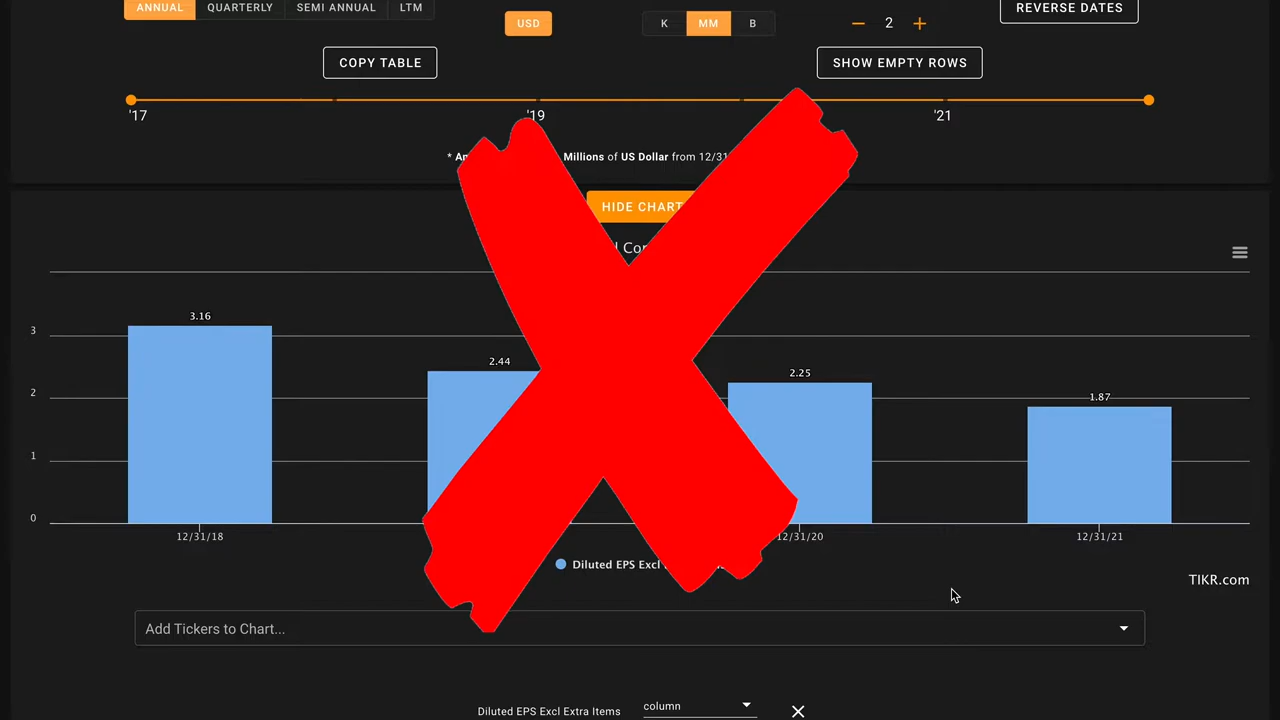 ANNUAL QUARTERLY SEMI ANNUAL LTM
USD
K MM B
2
REVERSE DATES
COPY TABLE
SHOW EMPTY ROWS
'17 '19 '21
* Millions of US Dollar from 12/31
HIDE CHART
3.16
2.44
2.25
1.87
3
2
1
0
12/31/18
12/31/20
12/31/21
Diluted EPS Excl
TIKR.com
Add Tickers to Chart...
Diluted EPS Excl Extra Items column